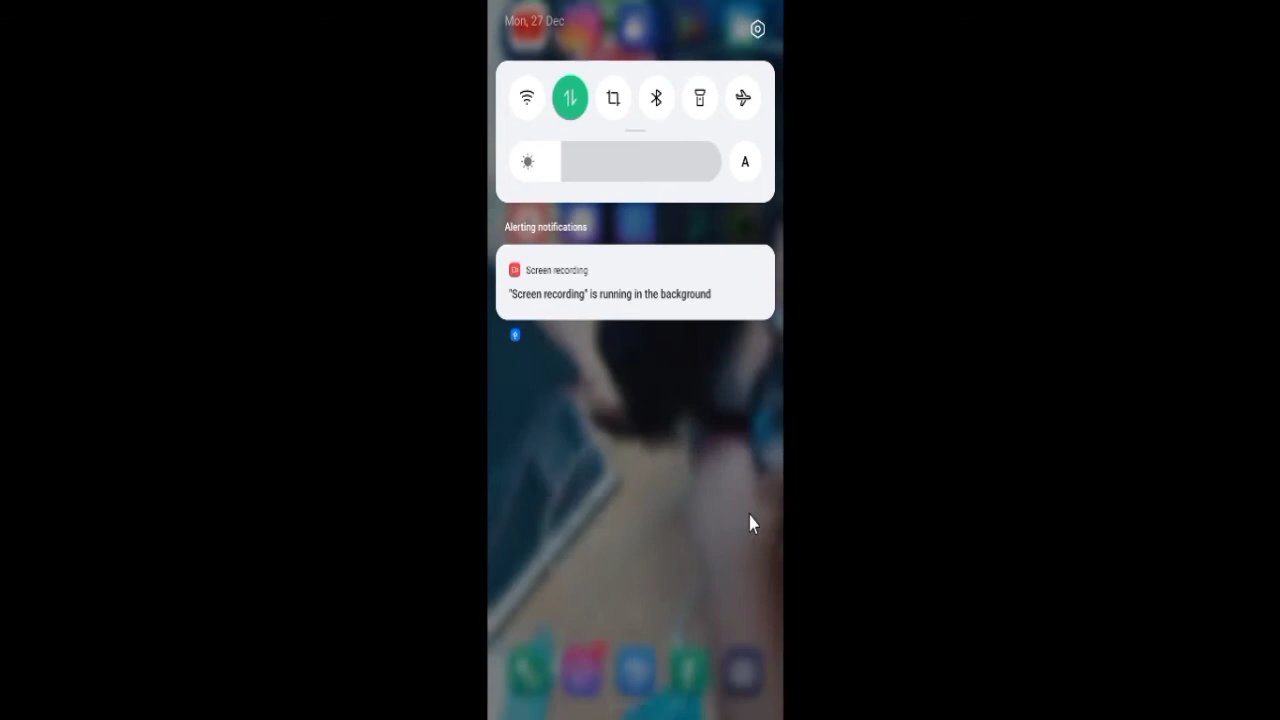 Mon, 27 Dec
A
Alerting notifications
Screen recording
"Screen recording" is running in the background